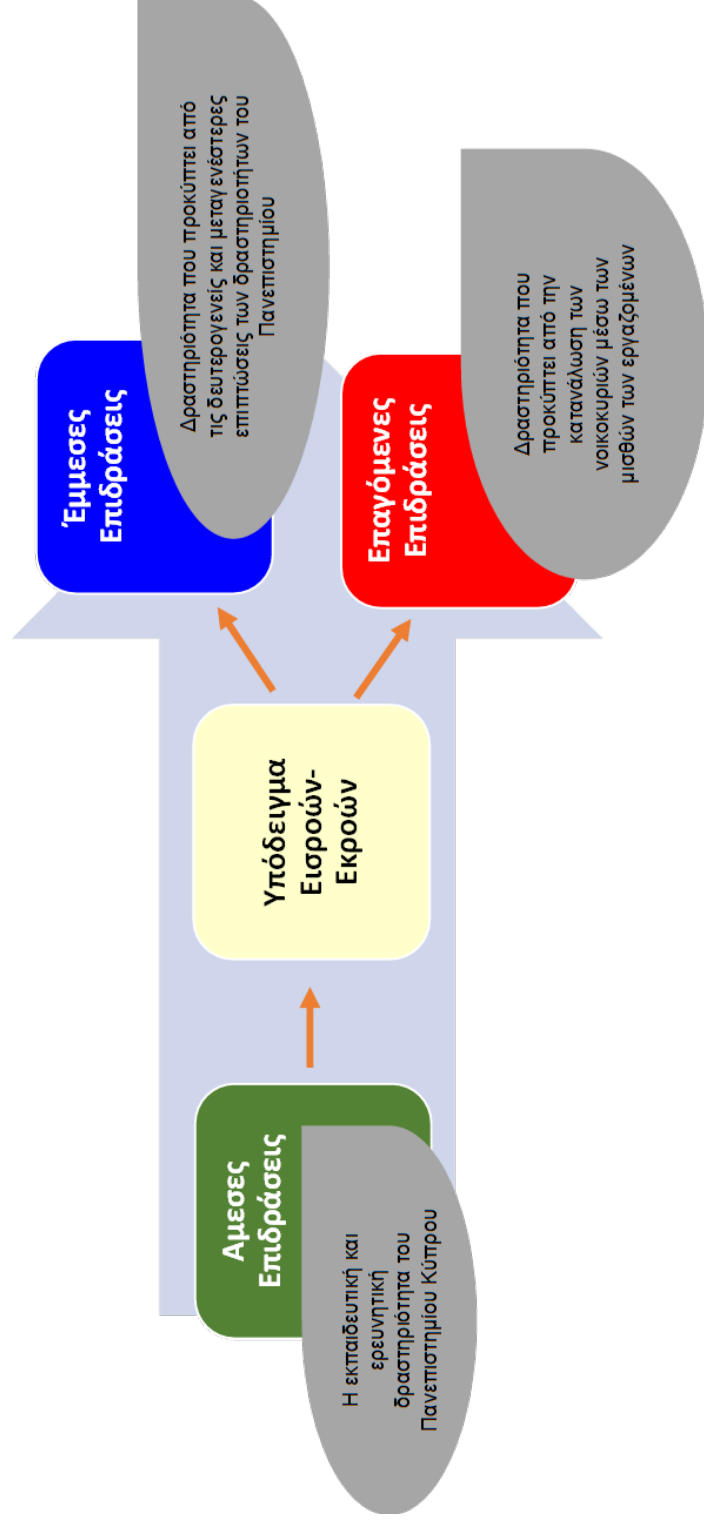 Αμεσες
Επιδράσεις
Η εκπαιδευτική και
ερευνητική
δραστηριότητα του
Πανεπιστημίου Κύπρου
Υπόδειγμα
Εισροών-
Εκροών
Έμμεσες
Επιδράσεις
Δραστηριότητα που προκύπτει από
τις δευτερογενείς και μεταγενέστερες
επιπτώσεις των δραστηριοτήτων του
Πανεπιστημίου
Επαγόμενες
Επιδράσεις
Δραστηριότητα που
προκύπτει από την
κατανάλωση των
νοικοκυριών μέσω των
μισθών των εργαζομένων